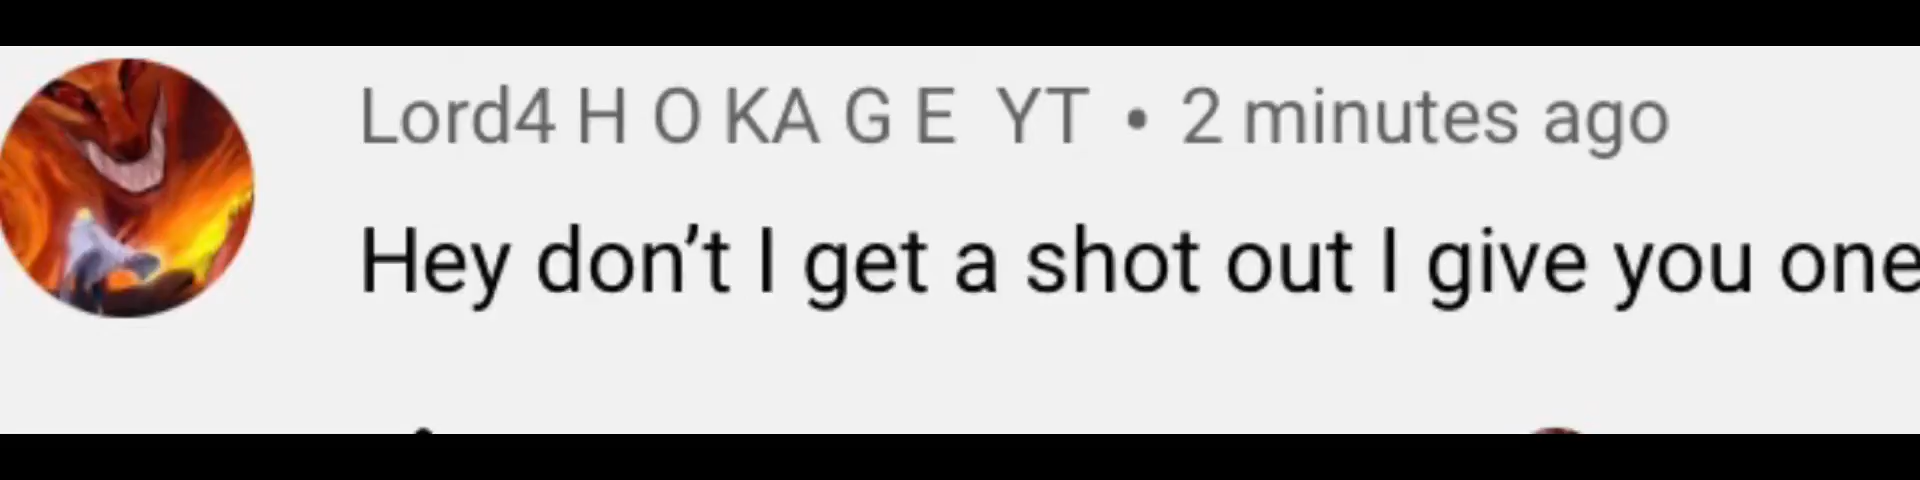 Lord4 H O KA G E YT • 2 minutes ago
Hey don’t I get a shot out I give you one